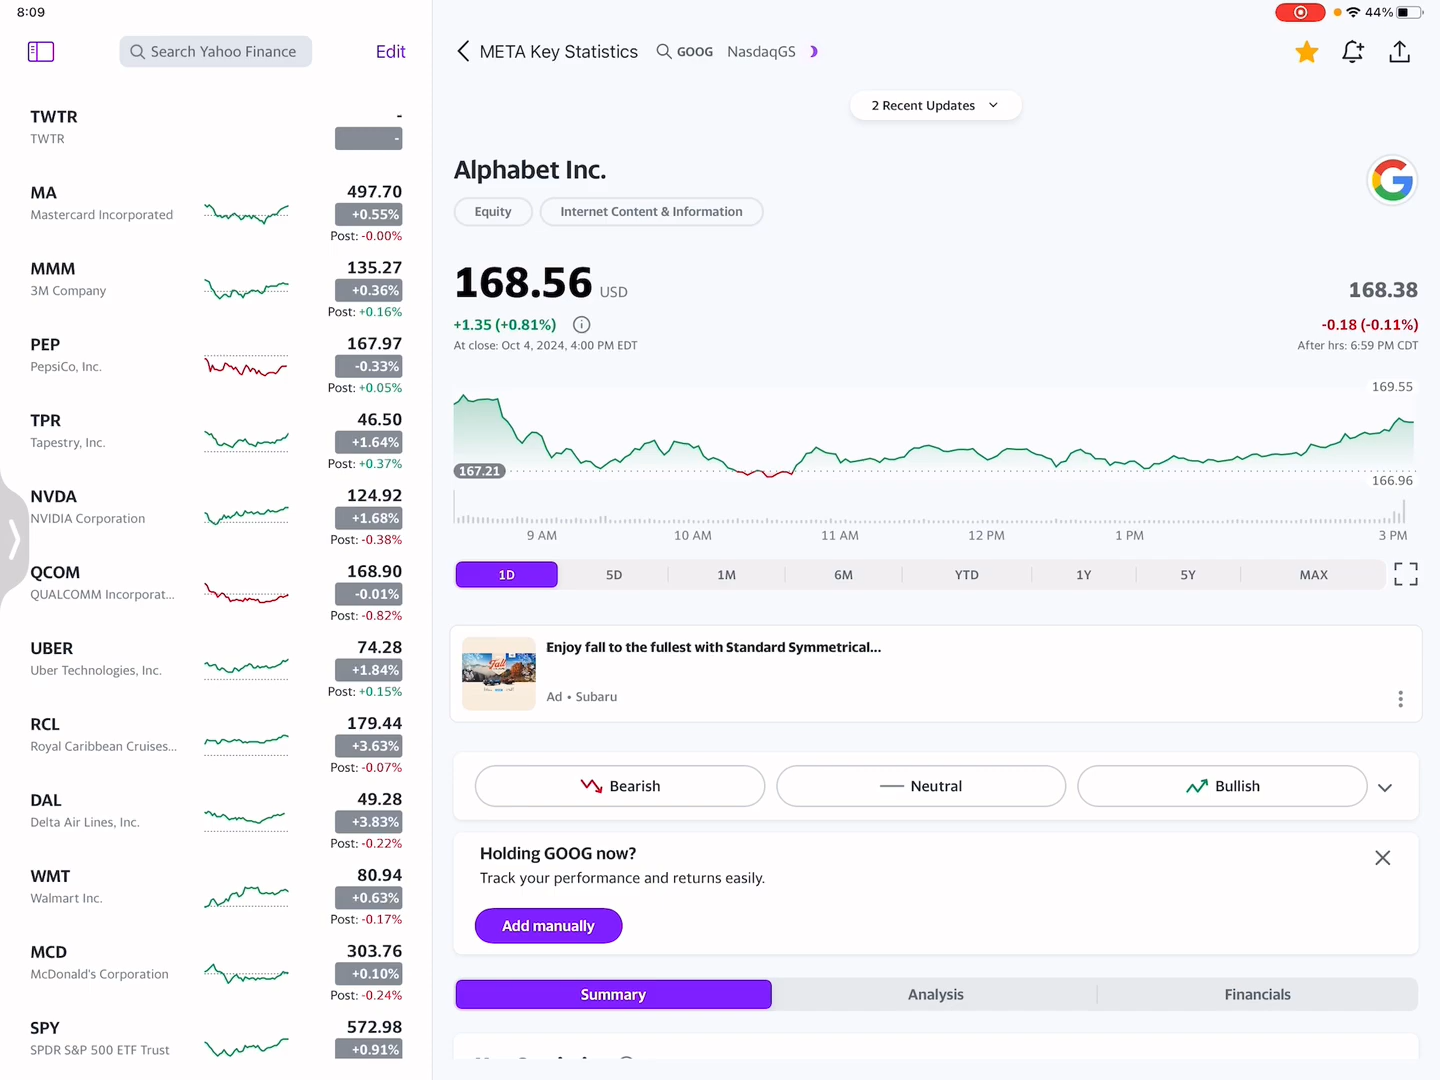 8:09
44%
Search Yahoo Finance
Edit
TWTR
-
TWTR
-
MA
497.70
Mastercard Incorporated
+0.55%
Post: -0.00%
MMM
135.27
3M Company
+0.36%
Post: +0.16%
PEP
167.97
PepsiCo, Inc.
-0.33%
Post: +0.05%
TPR
46.50
Tapestry, Inc.
+1.64%
Post: +0.37%
NVDA
124.92
NVIDIA Corporation
+1.68%
Post: -0.38%
QCOM
168.90
QUALCOMM Incorporat...
-0.01%
Post: -0.82%
UBER
74.28
Uber Technologies, Inc.
+1.84%
Post: +0.15%
RCL
179.44
Royal Caribbean Cruises...
+3.63%
Post: -0.07%
DAL
49.28
Delta Air Lines, Inc.
+3.83%
Post: -0.22%
WMT
80.94
Walmart Inc.
+0.63%
Post: -0.17%
MCD
303.76
McDonald's Corporation
+0.10%
Post: -0.24%
SPY
572.98
SPDR S&P 500 ETF Trust
+0.91%
META Key Statistics
GOOG NasdaqGS
2 Recent Updates
Alphabet Inc.
Equity
Internet Content & Information
168.56 USD
168.38
+1.35 (+0.81%)
-0.18 (-0.11%)
At close: Oct 4, 2024, 4:00 PM EDT
After hrs: 6:59 PM CDT
169.55
167.21
166.96
9 AM 10 AM 11 AM 12 PM 1 PM 3 PM
1D 5D 1M 6M YTD 1Y 5Y MAX
Enjoy fall to the fullest with Standard Symmetrical...
Ad • Subaru
Bearish
Neutral
Bullish
Holding GOOG now?
Track your performance and returns easily.
Add manually
Summary
Analysis
Financials